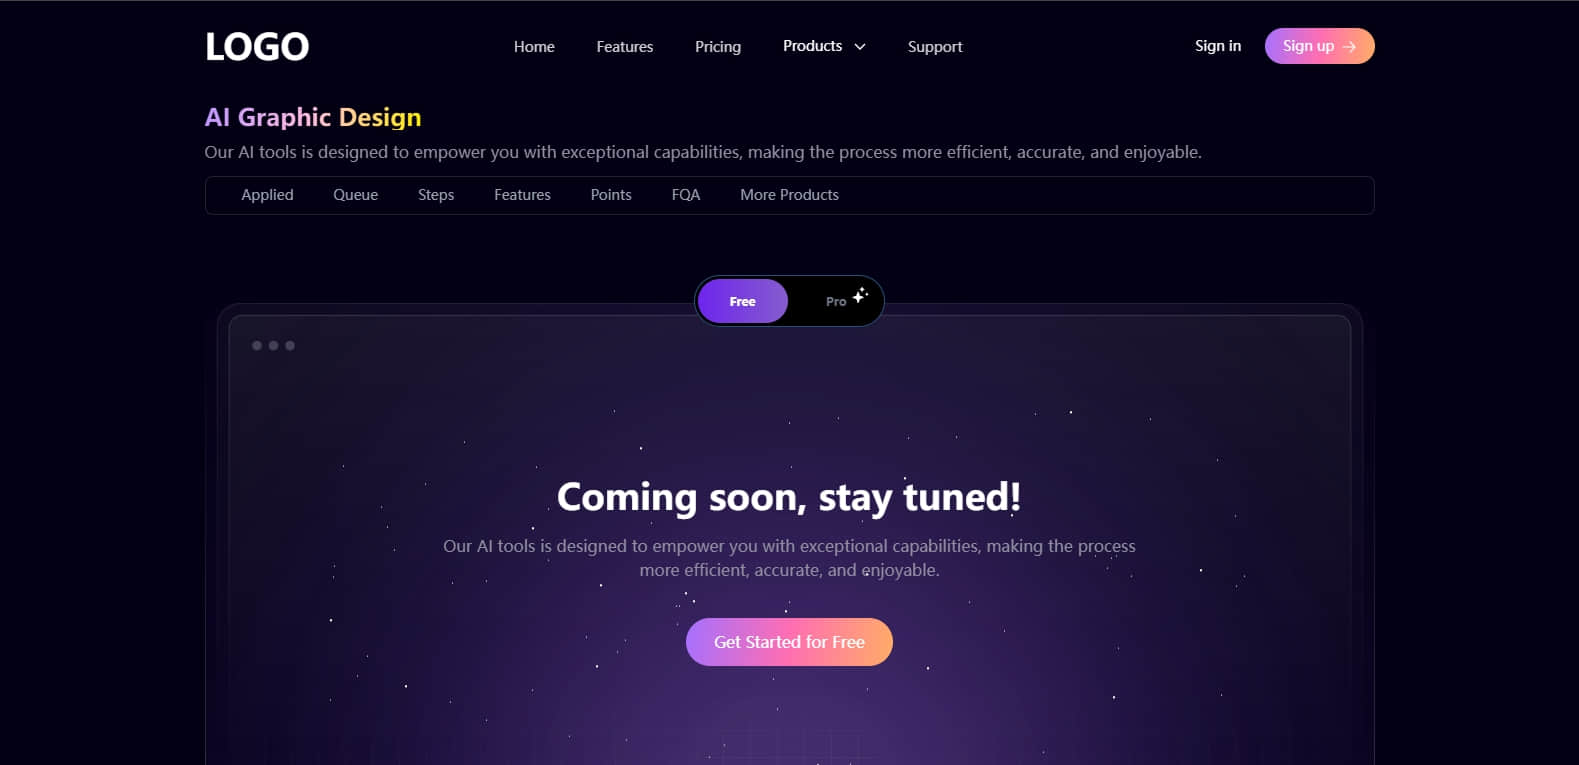 LOGO
Home
Features
Pricing
Products
Support
Sign in
Sign up →
AI Graphic Design
Our AI tools is designed to empower you with exceptional capabilities, making the process more efficient, accurate, and enjoyable.
Applied
Queue
Steps
Features
Points
FQA
More Products
Free
Pro
Coming soon, stay tuned!
Our AI tools is designed to empower you with exceptional capabilities, making the process
more efficient, accurate, and enjoyable.
Get Started for Free